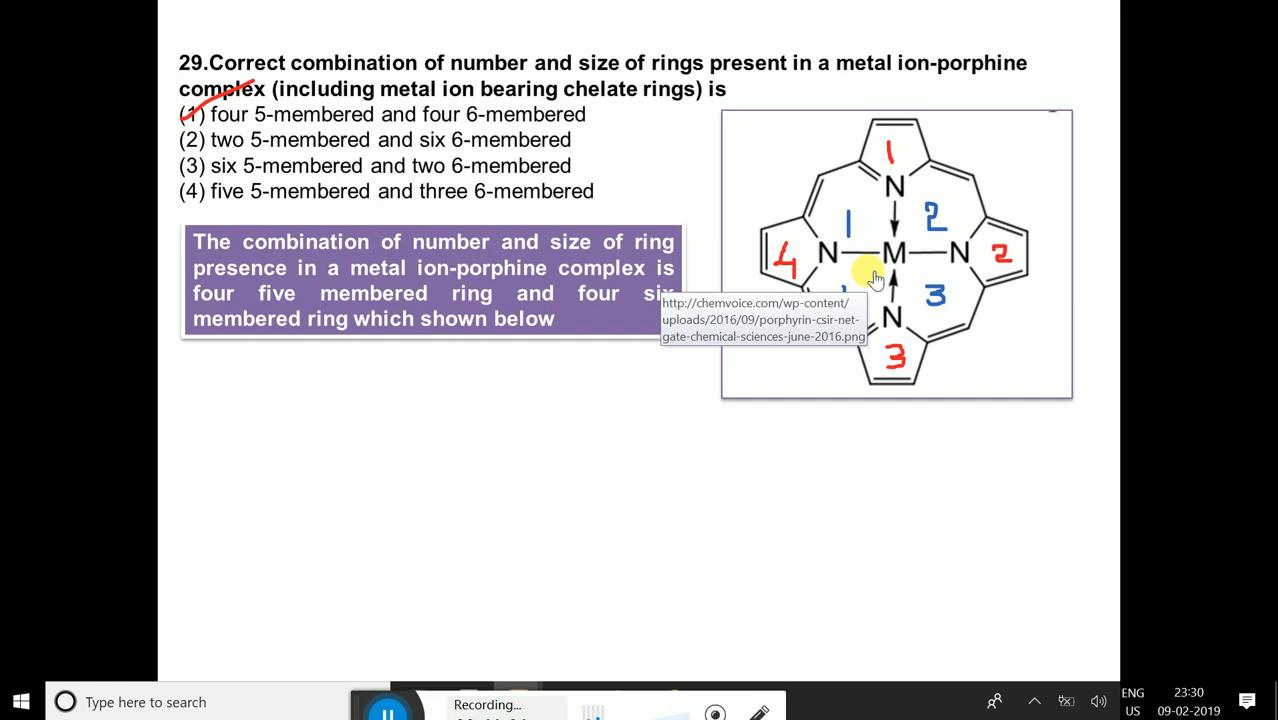 29.Correct combination of number and size of rings present in a metal ion-porphine
complex (including metal ion bearing chelate rings) is
(1) four 5-membered and four 6-membered
(2) two 5-membered and six 6-membered
(3) six 5-membered and two 6-membered
(4) five 5-membered and three 6-membered
The combination of number and size of ring
presence in a metal ion-porphine complex is
four five membered ring and four six
membered ring which shown below
1
N
1 2
4 N M N 2
3
N
3
http://chemvoice.com/wp-content/
uploads/2016/09/porphyrin-csir-net-
gate-chemical-sciences-june-2016.png
Type here to search
Recording...
ENG
US
23:30
09-02-2019